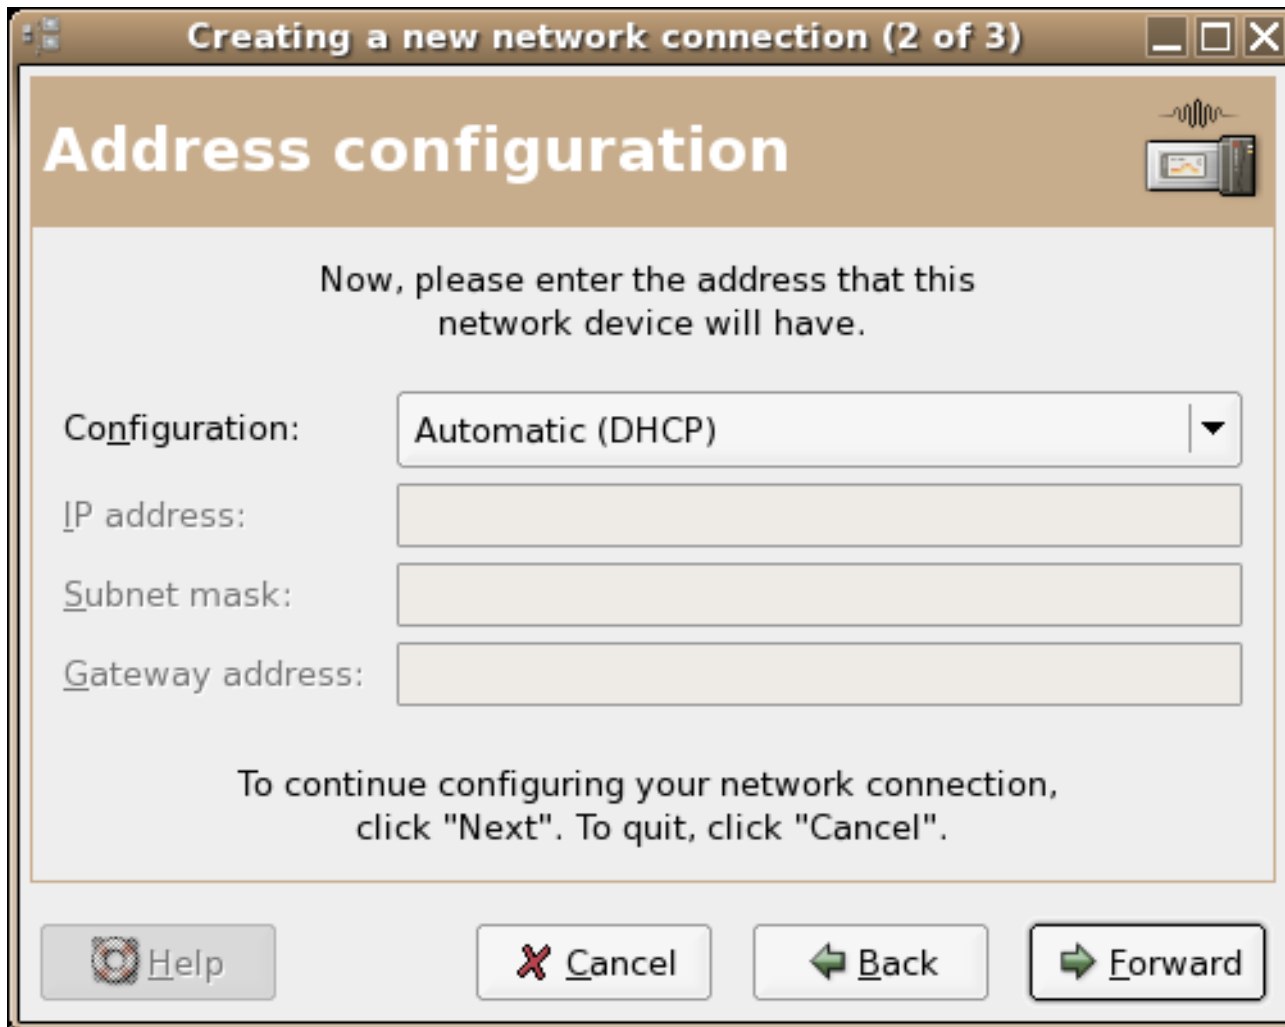 Creating a new network connection (2 of 3)
Address configuration
Now, please enter the address that this
network device will have.
Configuration: Automatic (DHCP)
IP address:
Subnet mask:
Gateway address:
To continue configuring your network connection,
click "Next". To quit, click "Cancel".
Help Cancel Back Forward